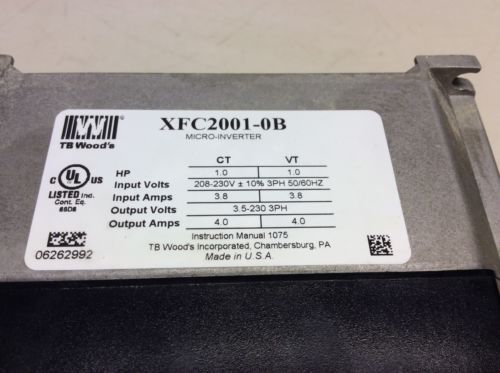 XFC2001-0B
MICRO-INVERTER
TB Wood's
C UL US
LISTED Ind.
Cont. Eq.
66D6
CT VT
HP 1.0 1.0
Input Volts 208-230V ± 10% 3PH 50/60HZ
Input Amps 3.8 3.8
Output Volts 3.5-230 3PH
Output Amps 4.0 4.0
Instruction Manual 1075
TB Wood's Incorporated, Chambersburg, PA
Made in U.S.A.
06262992